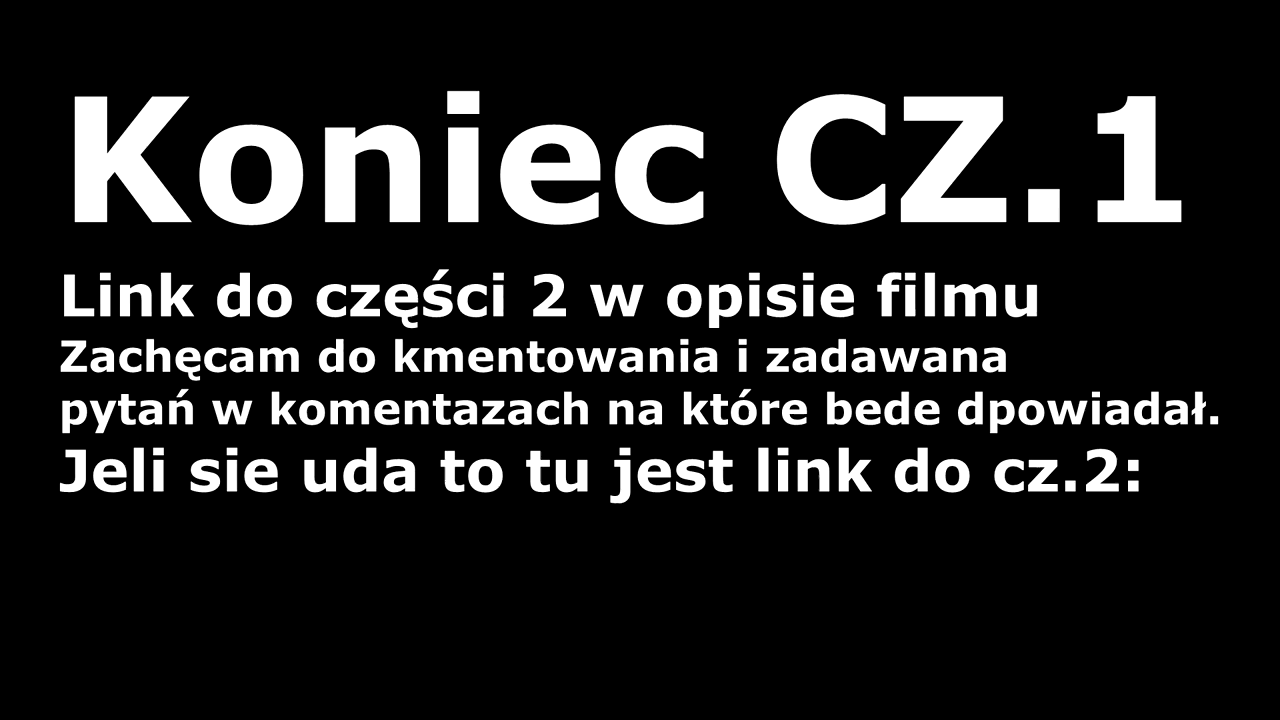 Koniec CZ.1
Link do części 2 w opisie filmu
Zachęcam do kmentowania i zadawana
pytań w komentazach na które bede dpowiadał.
Jeli sie uda to tu jest link do cz.2: